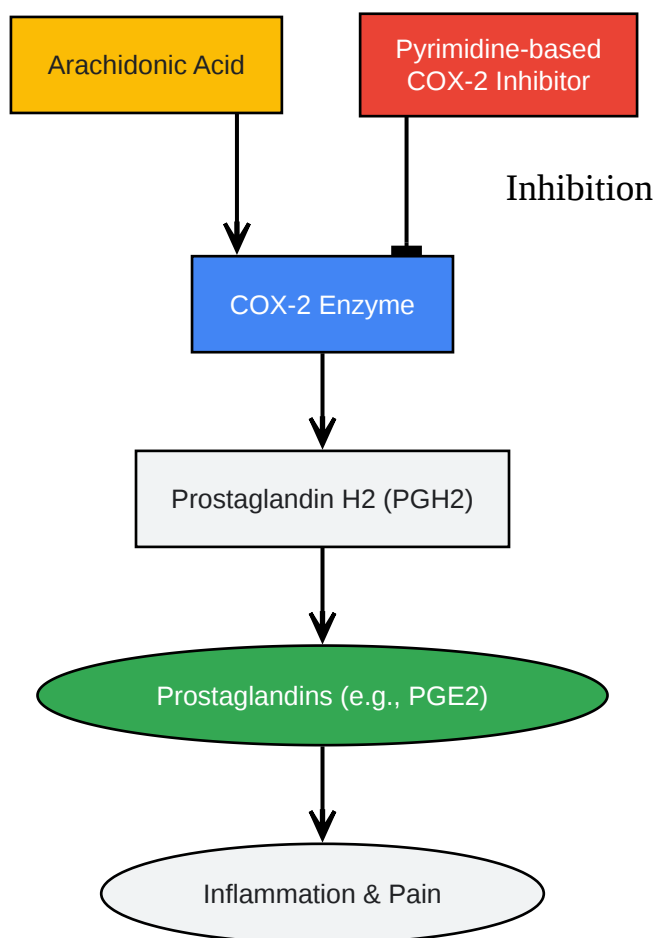 Arachidonic Acid
Pyrimidine-based
COX-2 Inhibitor
Inhibition
COX-2 Enzyme
Prostaglandin H2 (PGH2)
Prostaglandins (e.g., PGE2)
Inflammation & Pain